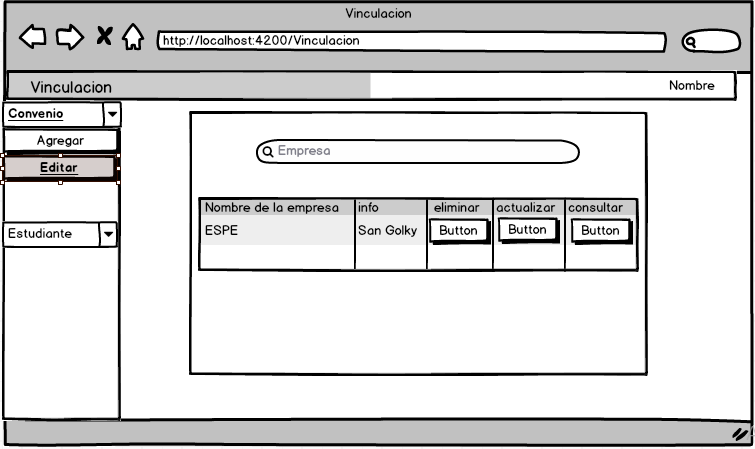 Vinculacion
http://localhost:4200/Vinculacion
Vinculacion
Nombre
Convenio
Agregar
Editar
Estudiante
Empresa
Nombre de la empresa info eliminar actualizar consultar
ESPE San Golky Button Button Button